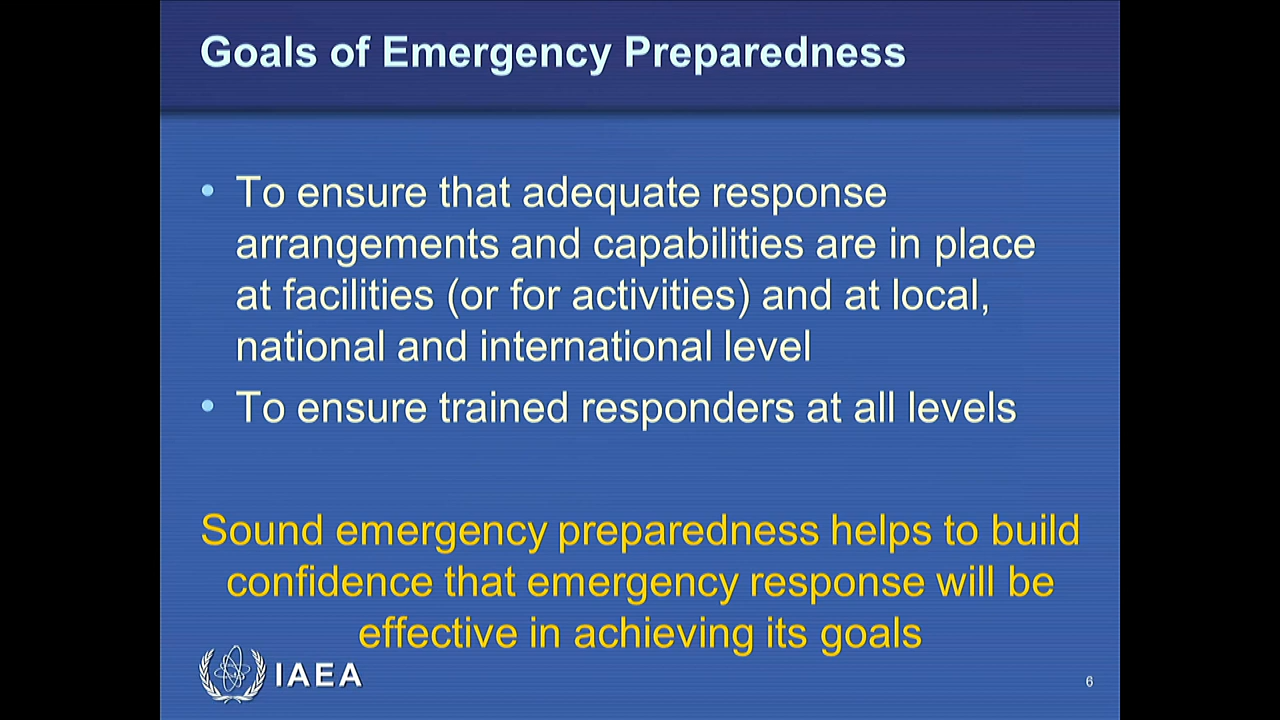 Goals of Emergency Preparedness
• To ensure that adequate response
arrangements and capabilities are in place
at facilities (or for activities) and at local,
national and international level
• To ensure trained responders at all levels
Sound emergency preparedness helps to build
confidence that emergency response will be
effective in achieving its goals
IAEA
6